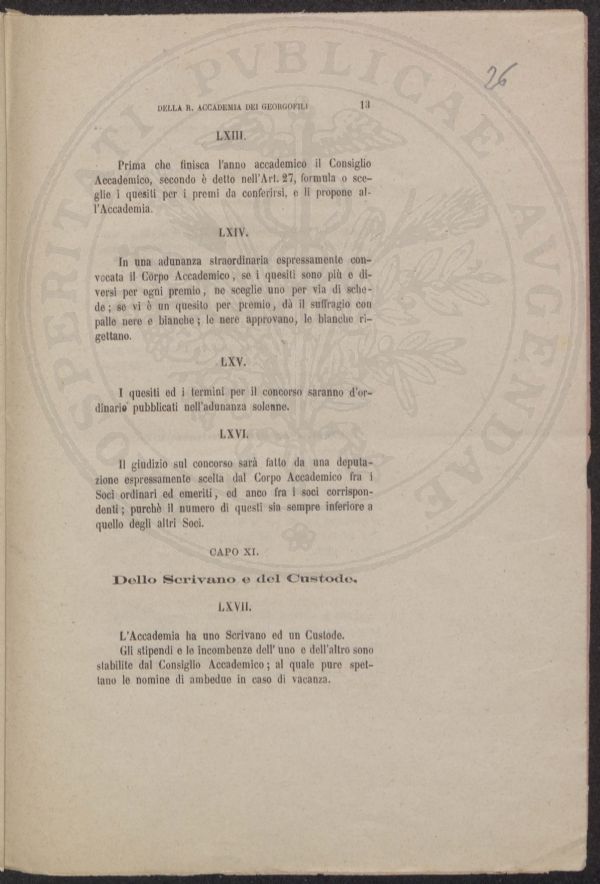 PROSPERITATI PVBLICAE AVGENDAE
26
DELLA R. ACCADEMIA DEI GEORGOFILI 13
LXIII.
Prima che finisca l'anno accademico il Consiglio
Accademico, secondo è detto nell'Art. 27, formula o sce-
glie i quesiti per i premi da conferirsi, e li propone al-
l'Accademia.
LXIV.
In una adunanza straordinaria espressamente con-
vocata il Corpo Accademico, se i quesiti sono più e di-
versi per ogni premio, ne sceglie uno per via di sche-
de; se vi è un quesito per premio, dà il suffragio con
palle nere e bianche; le nere approvano, le bianche ri-
gettano.
LXV.
I quesiti ed i termini per il concorso saranno d'or-
dinario pubblicati nell'adunanza solenne.
LXVI.
Il giudizio sul concorso sarà fatto da una deputa-
zione espressamente scelta dal Corpo Accademico fra i
Soci ordinari ed emeriti, ed anco fra i soci corrispon-
denti; purchè il numero di questi sia sempre inferiore a
quello degli altri Soci.
CAPO XI.
Dello Scrivano e del Custode.
LXVII.
L'Accademia ha uno Scrivano ed un Custode.
Gli stipendi e le incombenze dell'uno e dell'altro sono
stabilite dal Consiglio Accademico; al quale pure spet-
tano le nomine di ambedue in caso di vacanza.